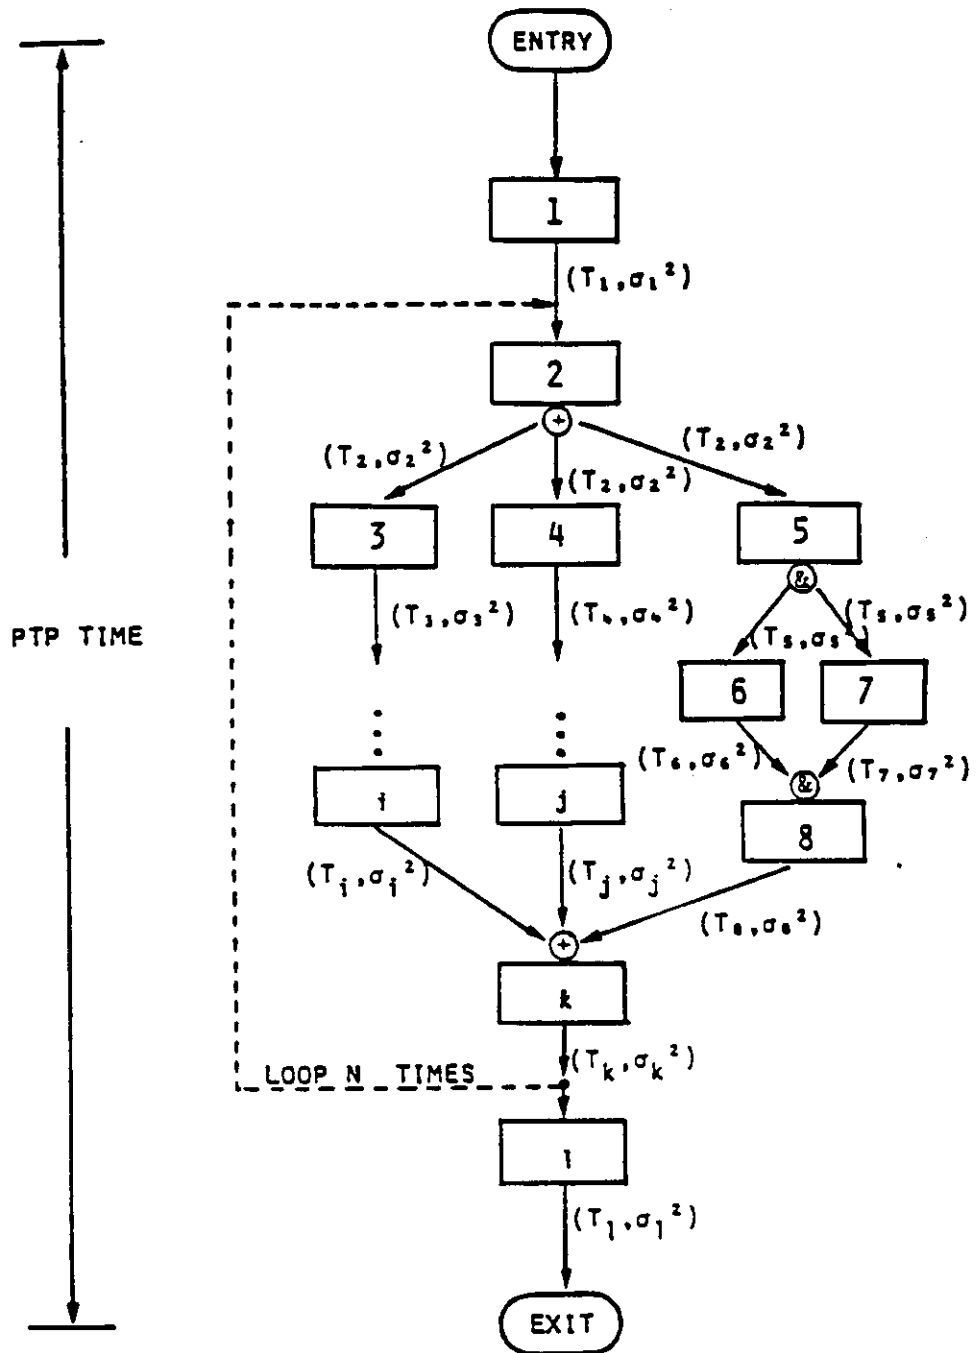 ENTRY
1
(T₁,σ₁²)
2
+
(T₂,σ₂²)
(T₂,σ₂²)
(T₂,σ₂²)
3
4
5
&
(T₃,σ₃²)
(T₄,σ₄²)
(T₅,σ₅
(T₅,σ₅²)
PTP TIME
6
7
(T₆,σ₆²)
(T₇,σ₇²)
&
i
j
8
(Tᵢ,σᵢ²)
(Tⱼ,σⱼ²)
(T₈,σ₈²)
+
k
(Tₖ,σₖ²)
LOOP N TIMES
l
(Tₗ,σₗ²)
EXIT